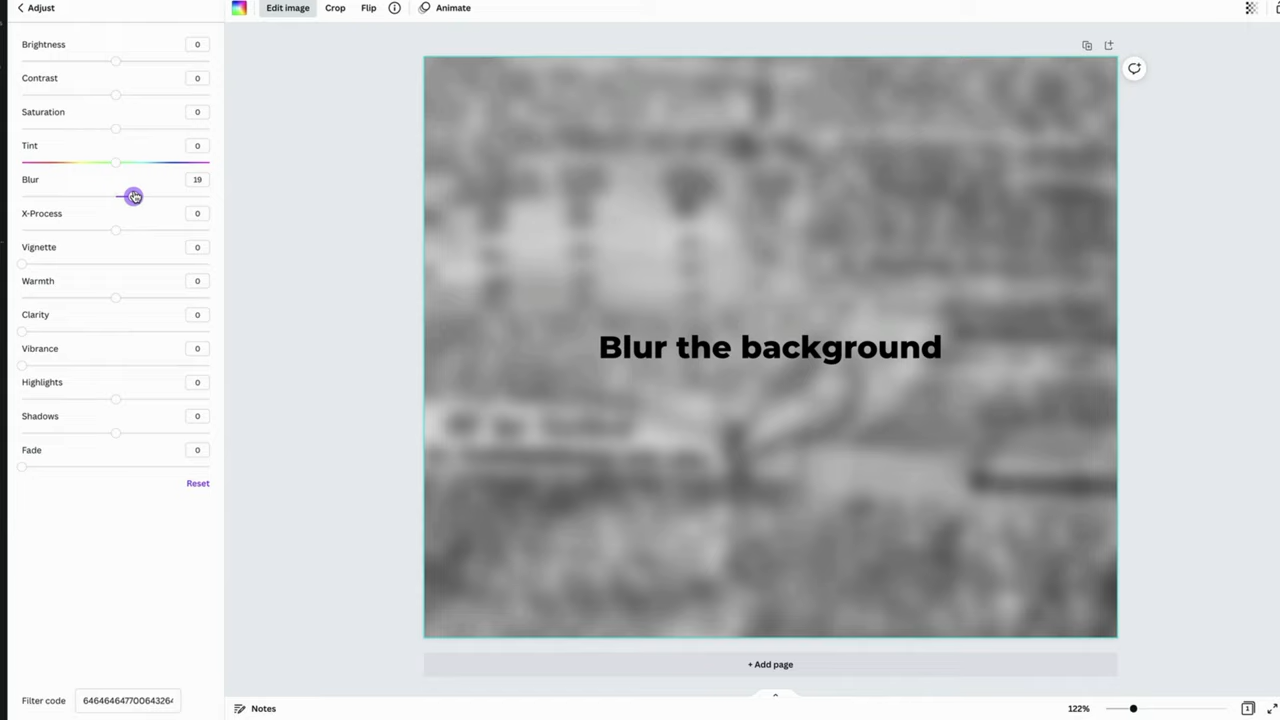 Adjust
Edit image Crop Flip Animate
Brightness 0
Contrast 0
Saturation 0
Tint 0
Blur 19
X-Process 0
Vignette 0
Warmth 0
Clarity 0
Vibrance 0
Highlights 0
Shadows 0
Fade 0
Reset
Blur the background
+ Add page
Filter code
Notes
122%
1